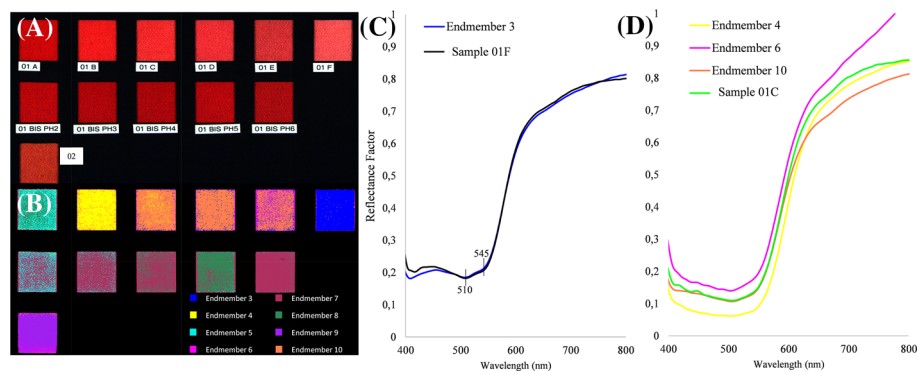 (A)
01 A 01 B 01 C 01 D 01 E 01 F
01 BIS PH2 01 BIS PH3 01 BIS PH4 01 BIS PH5 01 BIS PH6
02
(B)
Endmember 3 Endmember 7
Endmember 4 Endmember 8
Endmember 5 Endmember 9
Endmember 6 Endmember 10
(C)
Endmember 3
Sample 01F
Reflectance Factor
1
0,9
0,8
0,7
0,6
0,5
0,4
0,3
0,2
0,1
0
545
510
400 500 600 700 800
Wavelength (nm)
(D)
Endmember 4
Endmember 6
Endmember 10
Sample 01C
1
0,9
0,8
0,7
0,6
0,5
0,4
0,3
0,2
0,1
0
400 500 600 700 800
Wavelength (nm)